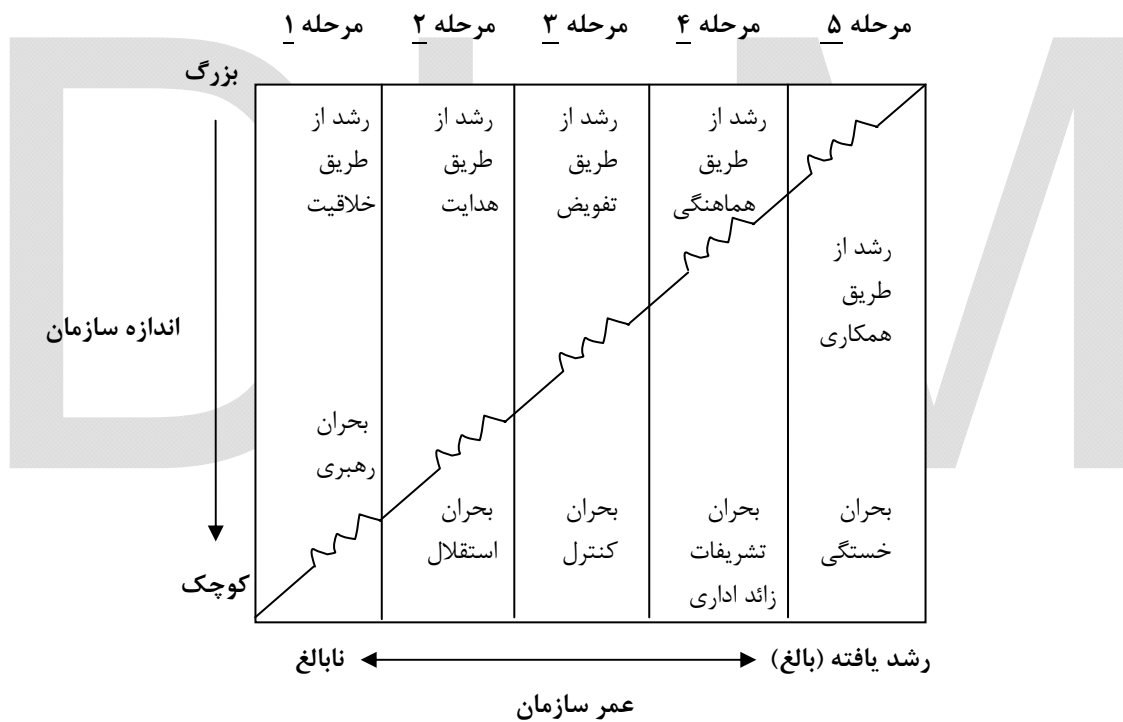 مرحله ۱
مرحله ۲
مرحله ۳
مرحله ۴
مرحله ۵
بزرگ
رشد از
طریق
خلاقیت
رشد از
طریق
هدایت
رشد از
طریق
تفویض
رشد از
طریق
هماهنگی
رشد از
طریق
همکاری
اندازه سازمان
بحران
رهبری
بحران
استقلال
بحران
کنترل
بحران
تشریفات
زائد اداری
بحران
خستگی
کوچک
نابالغ
رشد یافته (بالغ)
عمر سازمان